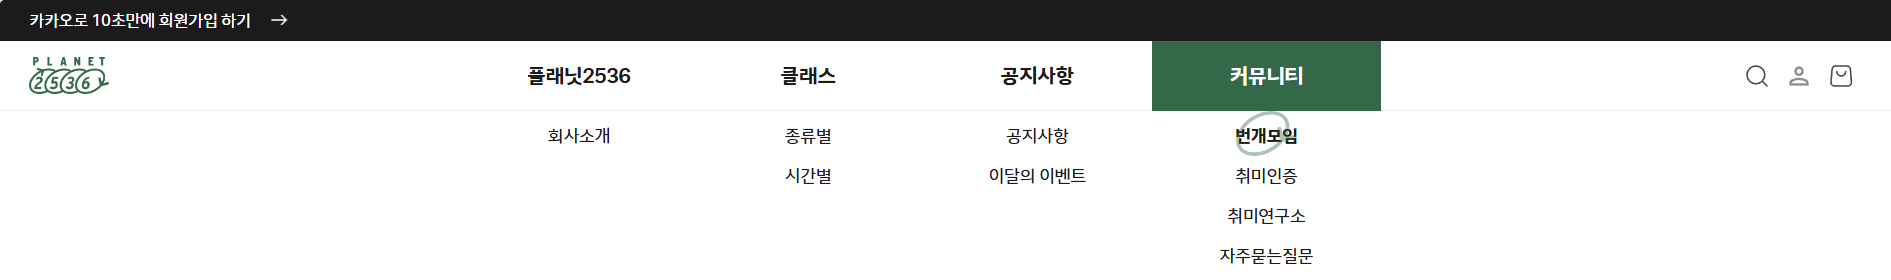 카카오로 10초만에 회원가입 하기 →
PLANET
2536
플래닛2536 클래스 공지사항 커뮤니티
회사소개 종류별 공지사항 번개모임
시간별 이달의 이벤트 취미인증
취미연구소
자주묻는질문